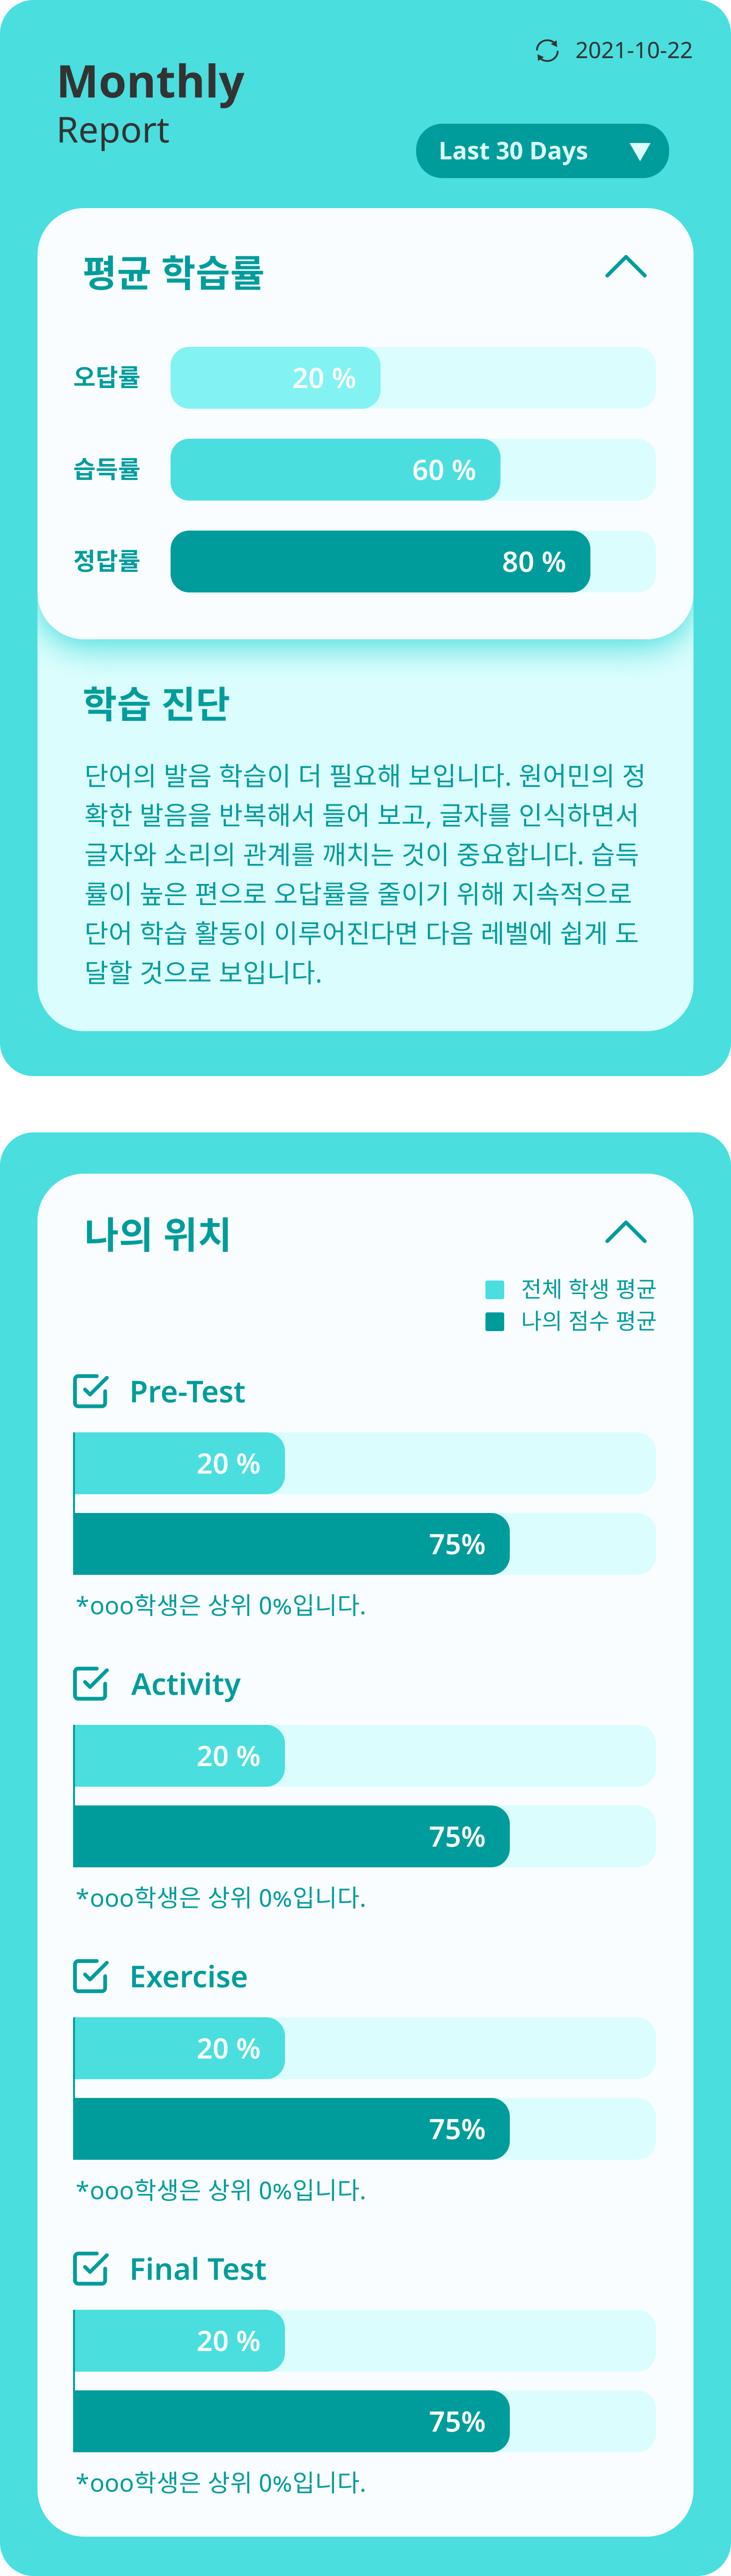 2021-10-22
Monthly
Report
Last 30 Days
평균 학습률
오답률 20 %
습득률 60 %
정답률 80 %
학습 진단
단어의 발음 학습이 더 필요해 보입니다. 원어민의 정
확한 발음을 반복해서 들어 보고, 글자를 인식하면서
글자와 소리의 관계를 깨치는 것이 중요합니다. 습득
률이 높은 편으로 오답률을 줄이기 위해 지속적으로
단어 학습 활동이 이루어진다면 다음 레벨에 쉽게 도
달할 것으로 보입니다.
나의 위치
전체 학생 평균
나의 점수 평균
Pre-Test
20 %
75%
*ooo학생은 상위 0%입니다.
Activity
20 %
75%
*ooo학생은 상위 0%입니다.
Exercise
20 %
75%
*ooo학생은 상위 0%입니다.
Final Test
20 %
75%
*ooo학생은 상위 0%입니다.